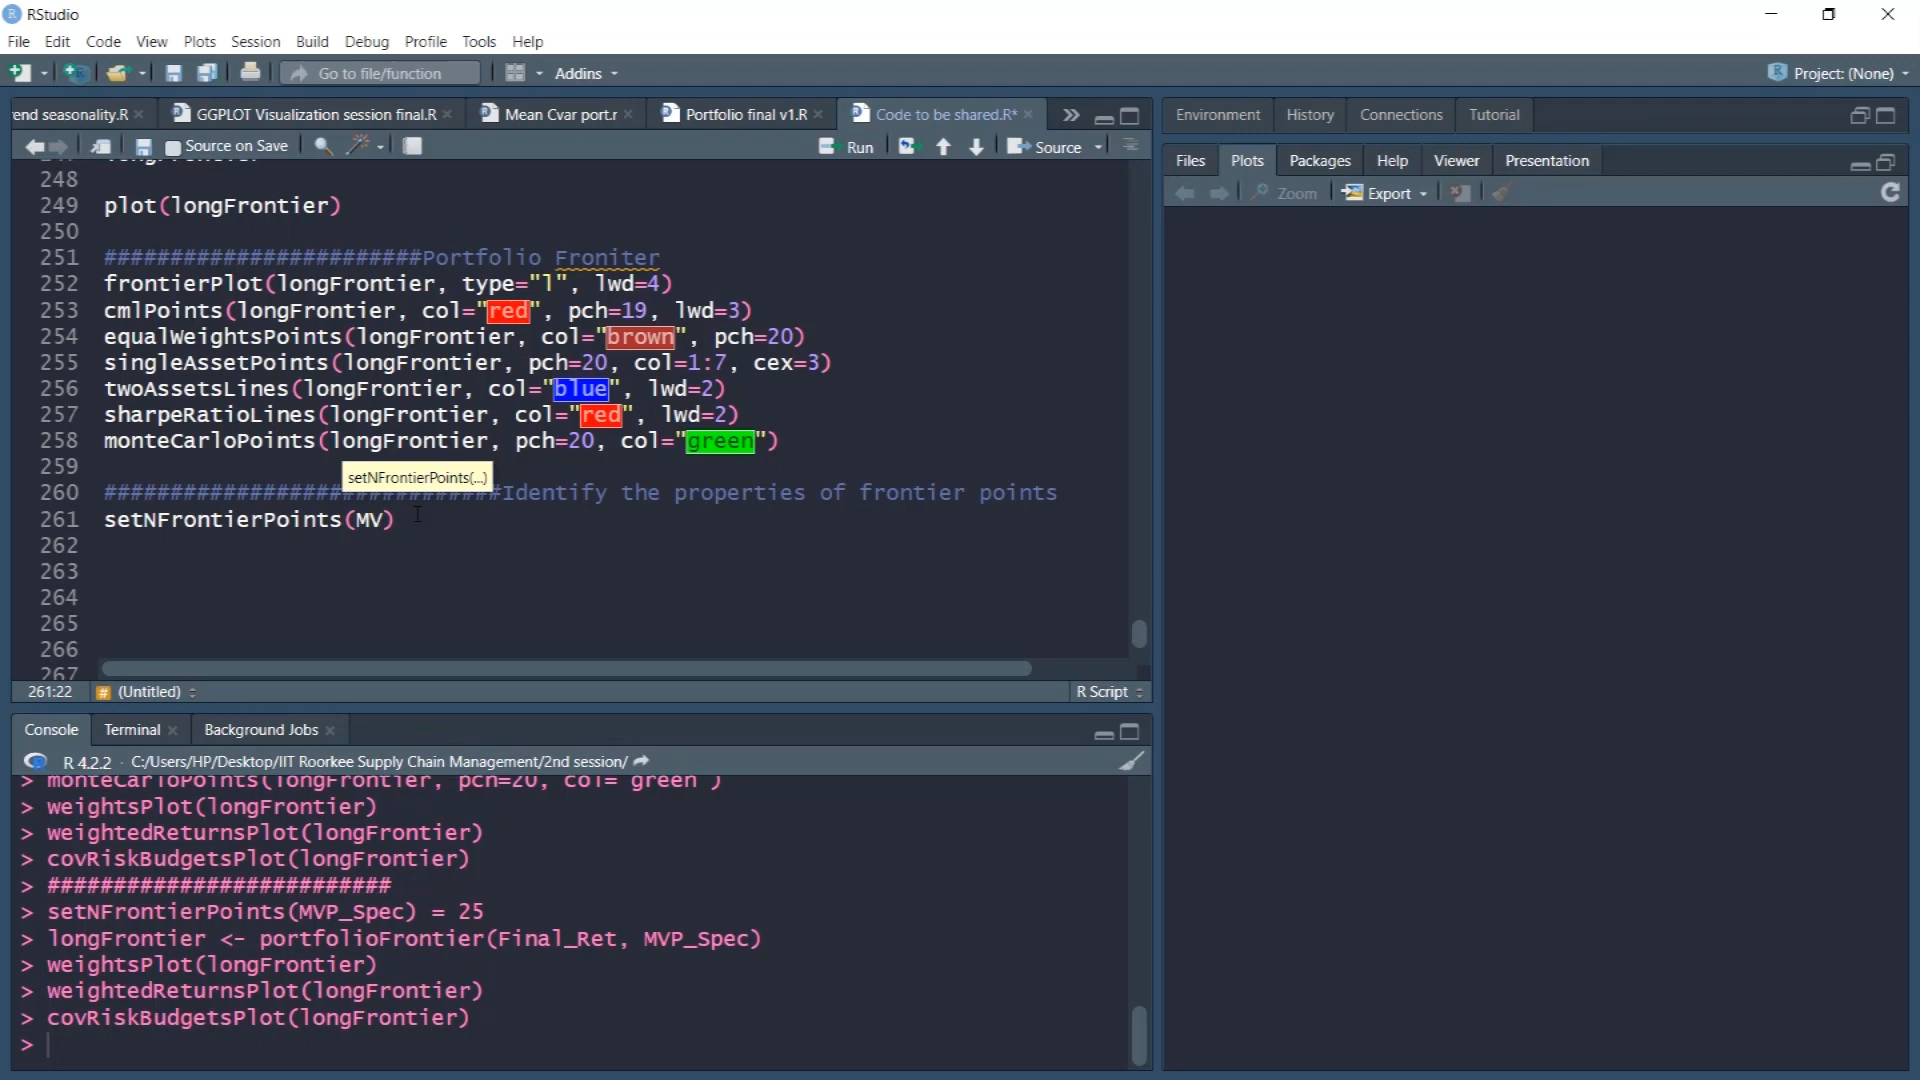 RStudio
File Edit Code View Plots Session Build Debug Profile Tools Help
Go to file/function Addins Project: (None)
end seasonality.R GGPLOT Visualization session final.R Mean Cvar port.r Portfolio final v1.R Code to be shared.R*
Environment History Connections Tutorial
Source on Save Run Source
Files Plots Packages Help Viewer Presentation
Zoom Export
248
249 plot(longFrontier)
250
251 ########################Portfolio Froniter
252 frontierPlot(longFrontier, type="l", lwd=4)
253 cmlPoints(longFrontier, col="red", pch=19, lwd=3)
254 equalWeightsPoints(longFrontier, col="brown", pch=20)
255 singleAssetPoints(longFrontier, pch=20, col=1:7, cex=3)
256 twoAssetsLines(longFrontier, col="blue", lwd=2)
257 sharpeRatioLines(longFrontier, col="red", lwd=2)
258 monteCarloPoints(longFrontier, pch=20, col="green")
259
setNFrontierPoints(...)
260 ##############################Identify the properties of frontier points
261 setNFrontierPoints(MV)
262
263
264
265
266
267
261:22 # (Untitled) R Script
Console Terminal Background Jobs
R 4.2.2 · C:/Users/HP/Desktop/IIT Roorkee Supply Chain Management/2nd session/
> monteCarloPoints(longFrontier, pch=20, col="green")
> weightsPlot(longFrontier)
> weightedReturnsPlot(longFrontier)
> covRiskBudgetsPlot(longFrontier)
> ##########################
> setNFrontierPoints(MVP_Spec) = 25
> longFrontier <- portfolioFrontier(Final_Ret, MVP_Spec)
> weightsPlot(longFrontier)
> weightedReturnsPlot(longFrontier)
> covRiskBudgetsPlot(longFrontier)
>